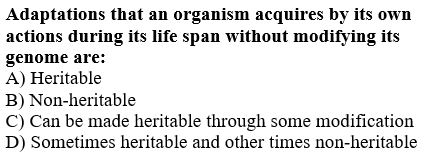 Adaptations that an organism acquires by its own
actions during its life span without modifying its
genome are:
A) Heritable
B) Non-heritable
C) Can be made heritable through some modification
D) Sometimes heritable and other times non-heritable